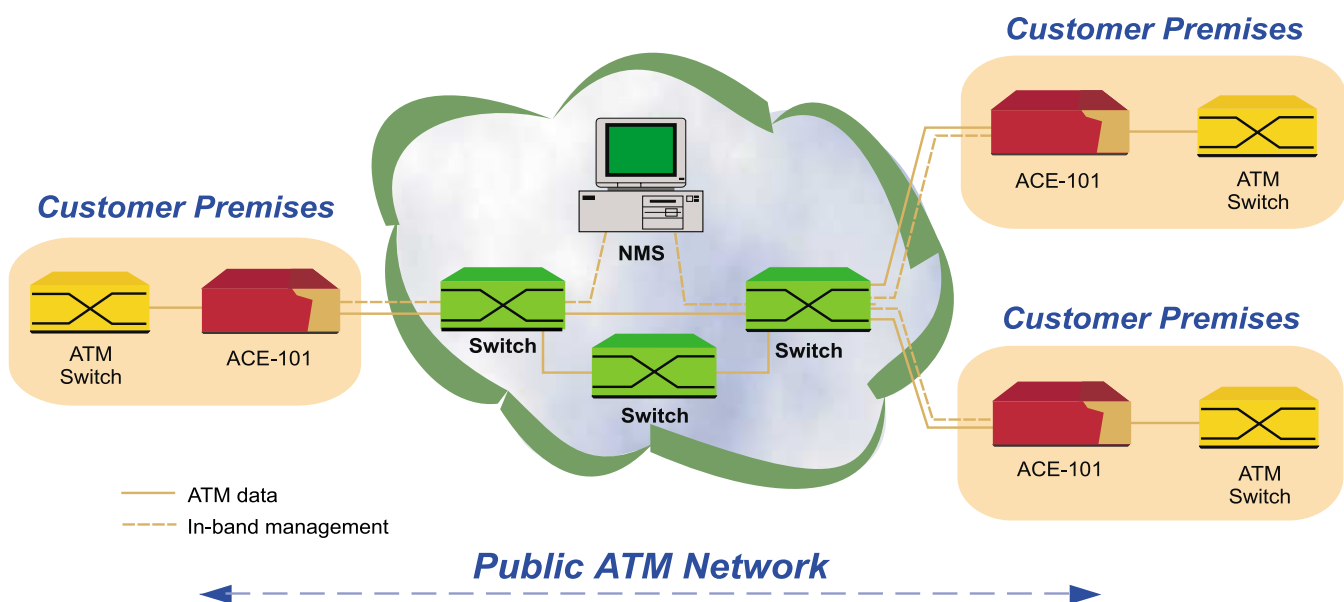 Customer Premises
ACE-101
ATM
Switch
Customer Premises
ATM
Switch
ACE-101
NMS
Switch
Switch
Switch
Customer Premises
ACE-101
ATM
Switch
ATM data
In-band management
Public ATM Network